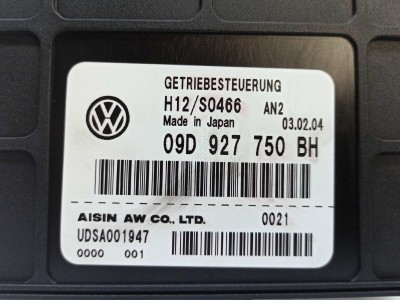 GETRIEBESTEUERUNG
H12/S0466 AN2
Made in Japan 03.02.04
09D 927 750 BH
AISIN AW CO., LTD. 0021
UDSA001947
0000 001